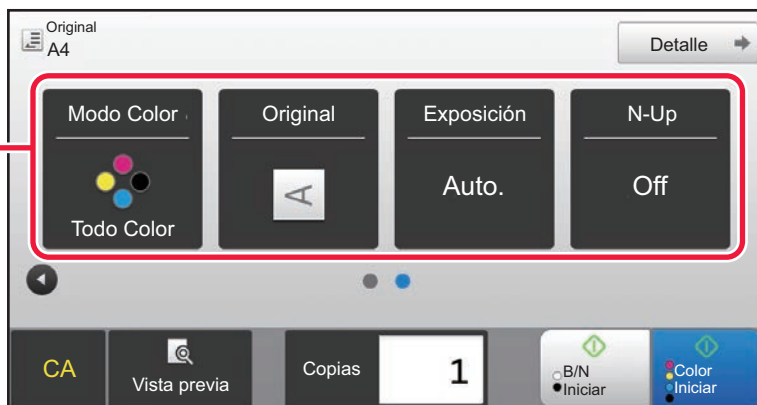 Original
A4
Detalle
Modo Color
Original
Exposición
N-Up
A
Auto.
Off
Todo Color
CA
Vista previa
Copias
1
B/N
Iniciar
Color
Iniciar